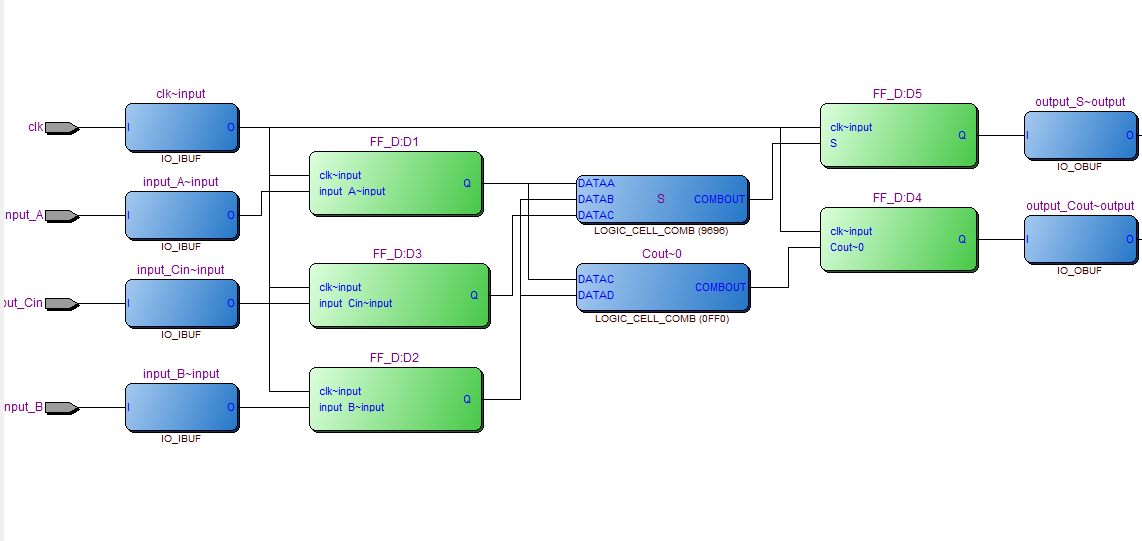 clk~input
clk
I
O
IO_IBUF
input_A~input
nput_A
I
O
IO_IBUF
input_Cin~input
out_Cin
I
O
IO_IBUF
input_B~input
nput_B
I
O
IO_IBUF
FF_D:D1
clk~input
input A~input
Q
FF_D:D3
clk~input
input Cin~input
Q
FF_D:D2
clk~input
input B~input
Q
DATAA
DATAB
DATAC
S
COMBOUT
LOGIC_CELL_COMB (9696)
Cout~0
DATAC
DATAD
COMBOUT
LOGIC_CELL_COMB (0FF0)
FF_D:D5
clk~input
S
Q
FF_D:D4
clk~input
Cout~0
Q
output_S~output
I
O
IO_OBUF
output_Cout~output
I
O
IO_OBUF